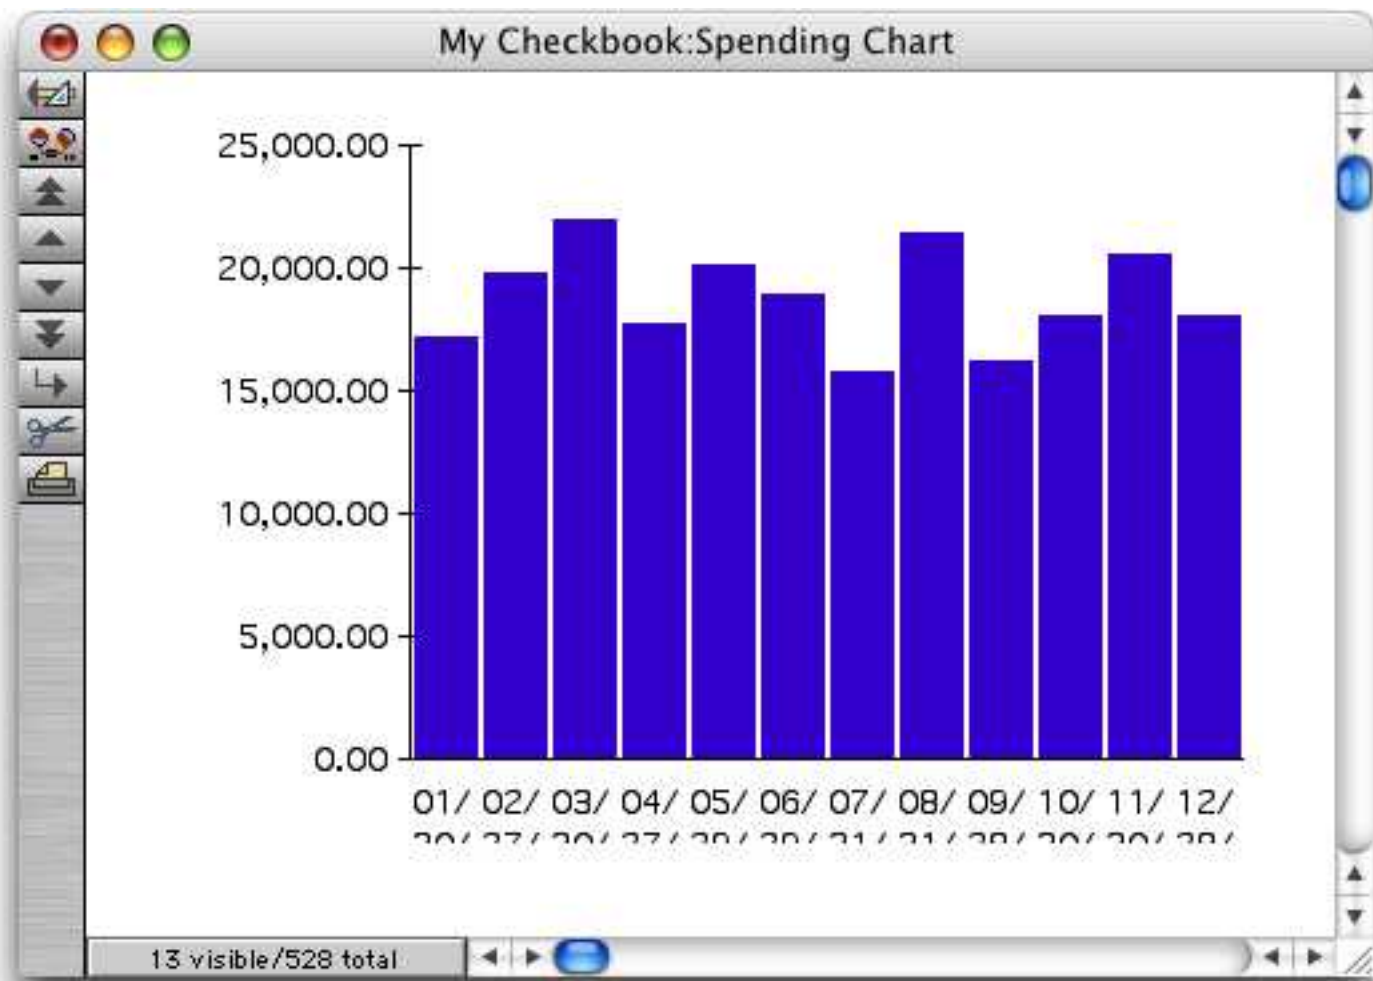 My Checkbook:Spending Chart
25,000.00
20,000.00
15,000.00
10,000.00
5,000.00
0.00
01/ 02/ 03/ 04/ 05/ 06/ 07/ 08/ 09/ 10/ 11/ 12/
13 visible/528 total